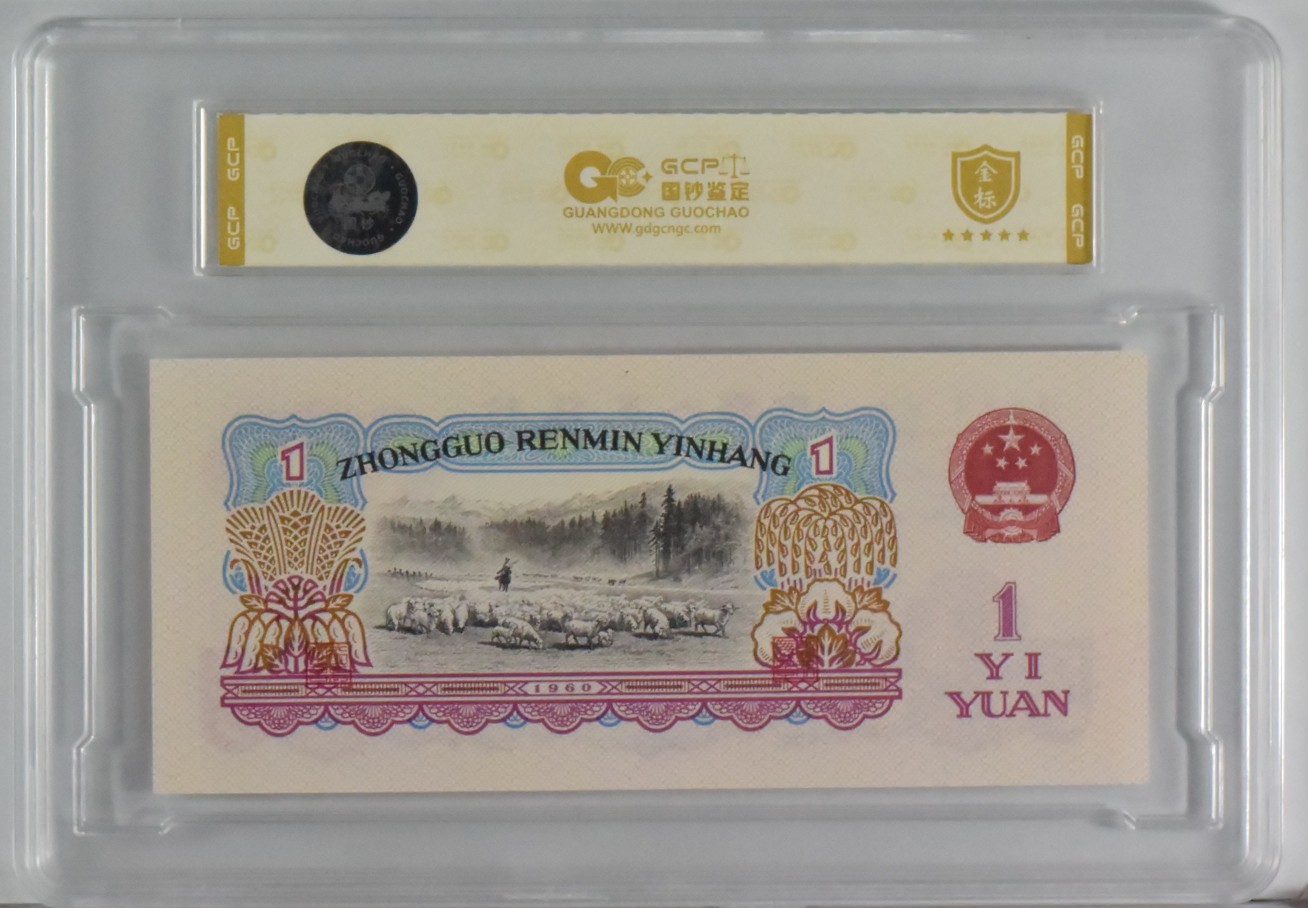 GCP
GCP
GUOCHAO
GCP
国钞鉴定
GUANGDONG GUOCHAO
WWW.gdgcngc.com
金
标
GCP
GCP
1
ZHONGGUO RENMIN YINHANG
1
1960
1
YI
YUAN